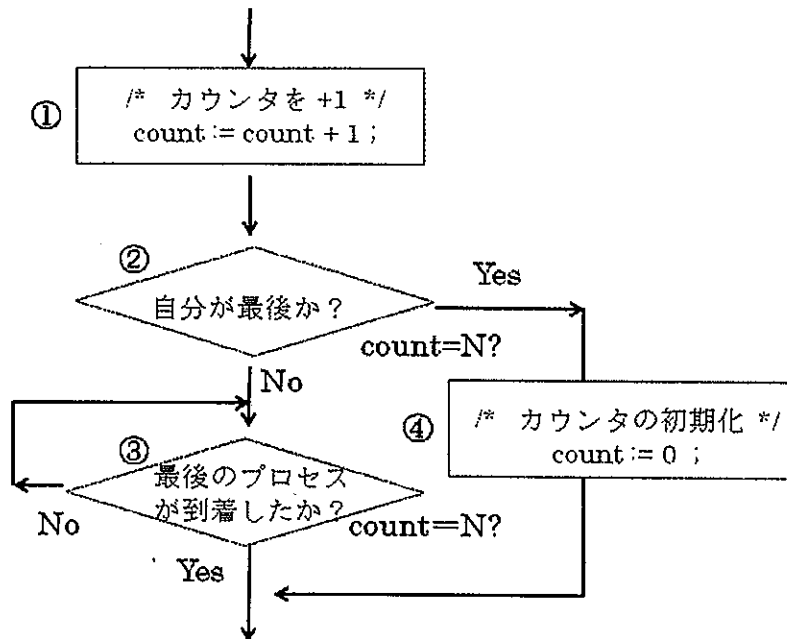 ①
/* カウンタを +1 */
count := count + 1 ;
②
自分が最後か？
Yes
count=N?
No
④
/* カウンタの初期化 */
count := 0 ;
③
最後のプロセス
が到着したか？
count=N?
No
Yes